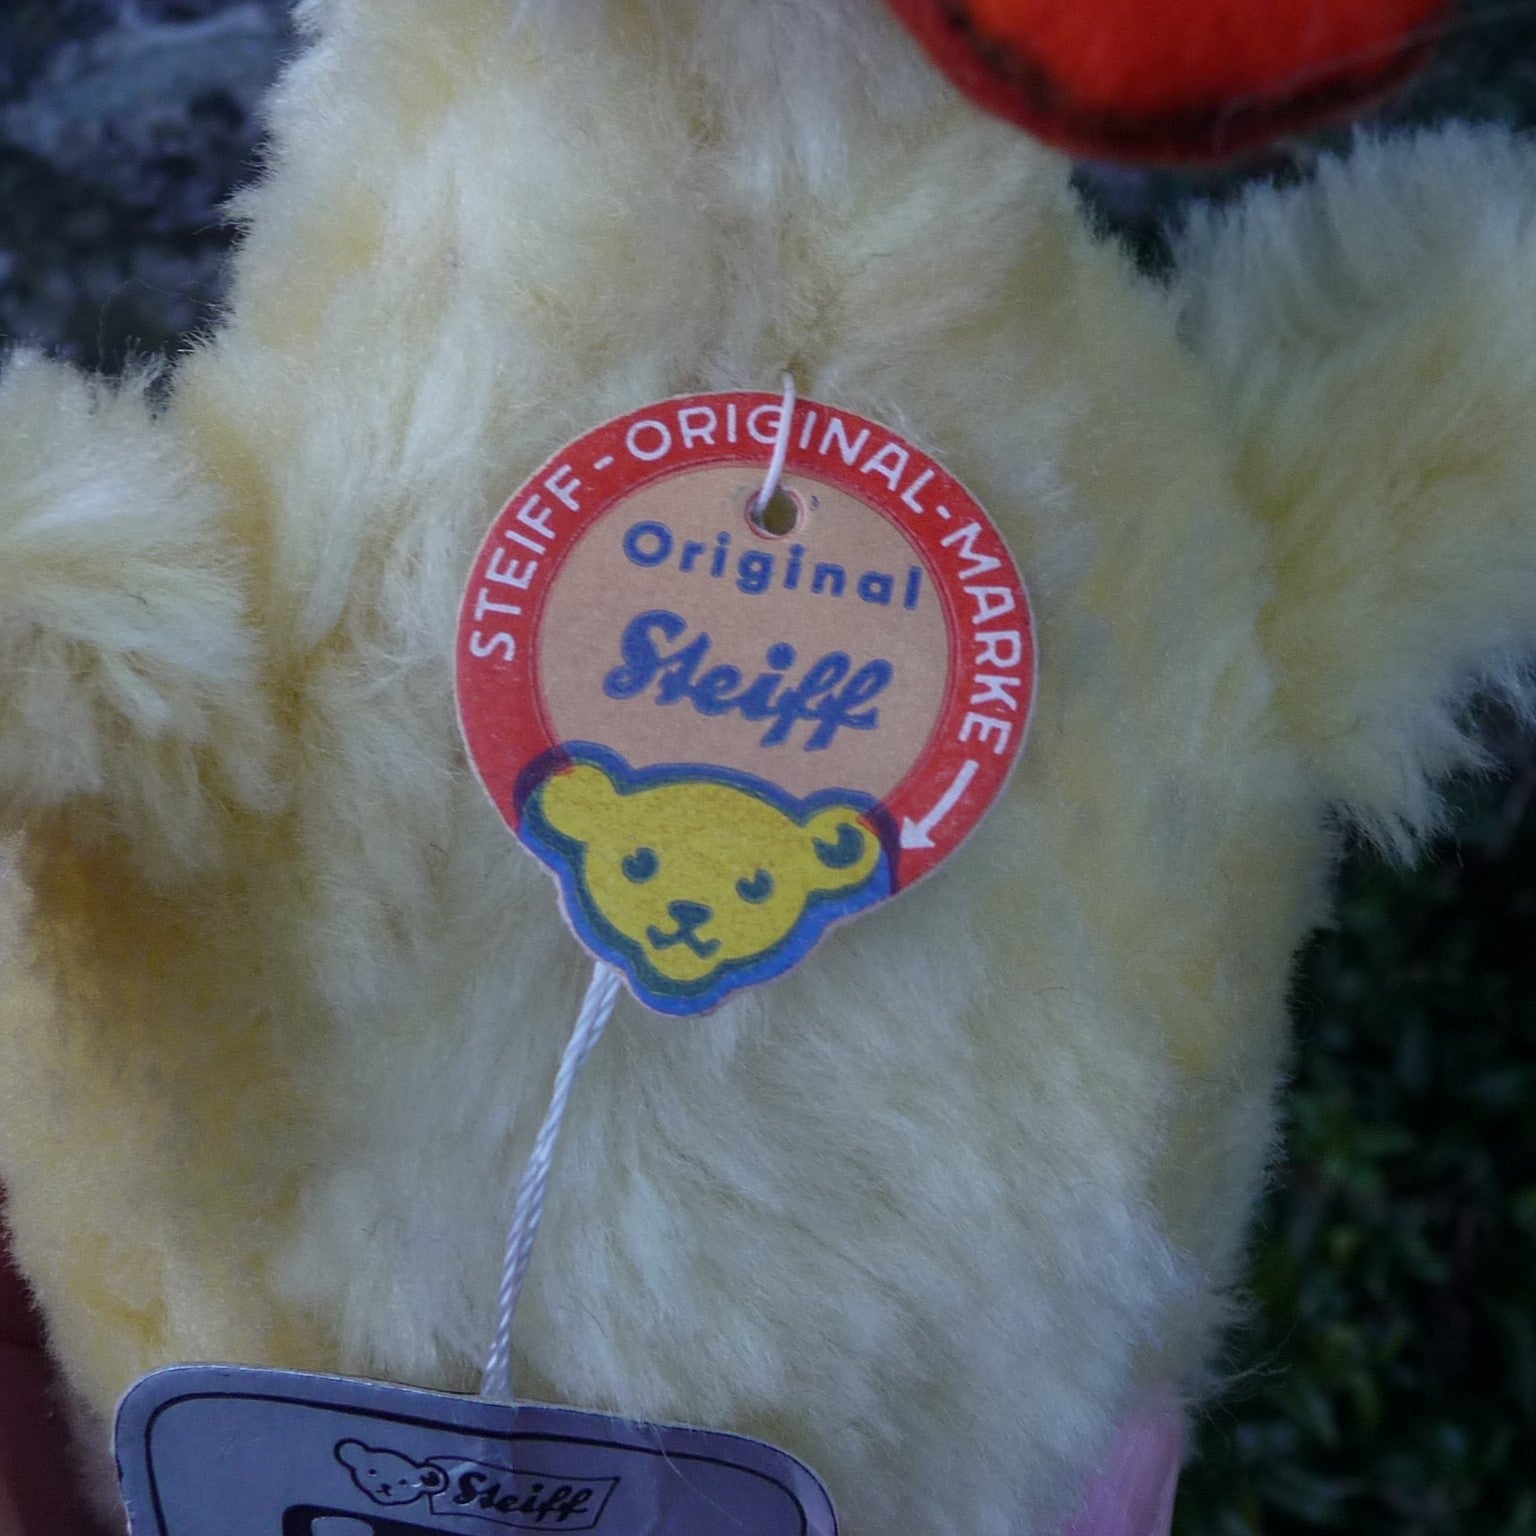 STEIFF - ORIGINAL - MARKE
Original
Steiff
Steiff